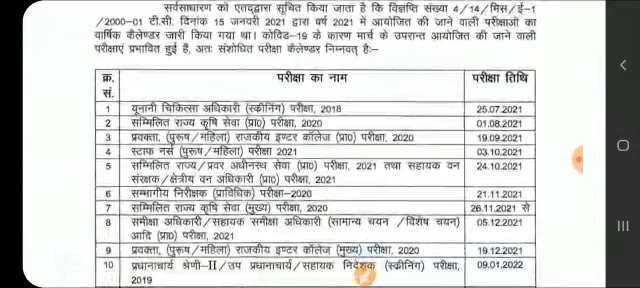 सर्वसाधारण को एतद्द्वारा सूचित किया जाता है कि विज्ञप्ति संख्या 4/14/मिस/ई-1
/2000-01 टी.सी. दिनांक 15 जनवरी 2021 द्वारा वर्ष 2021 में आयोजित की जाने वाली परीक्षाओं का
वार्षिक कैलेण्डर जारी किया गया था। कोविड-19 के कारण मार्च के उपरान्त आयोजित की जाने वाली
परीक्षाएं प्रभावित हुई हैं, अतः संशोधित परीक्षा कैलेण्डर निम्नवत् है:-
क्र. सं. परीक्षा का नाम परीक्षा तिथि
1 यूनानी चिकित्सा अधिकारी (स्क्रीनिंग) परीक्षा, 2018 25.07.2021
2 सम्मिलित राज्य कृषि सेवा (प्रा0) परीक्षा, 2020 01.08.2021
3 प्रवक्ता, (पुरूष/महिला) राजकीय इण्टर कॉलेज (प्रा0) परीक्षा, 2020 19.09.2021
4 स्टाफ नर्स (पुरूष/महिला) परीक्षा 2021 03.10.2021
5 सम्मिलित राज्य/प्रवर अधीनस्थ सेवा (प्रा0) परीक्षा, 2021 तथा सहायक वन 24.10.2021
संरक्षक/क्षेत्रीय वन अधिकारी (प्रा0) परीक्षा, 2021
6 सम्भागीय निरीक्षक (प्राविधिक) परीक्षा-2020 21.11.2021
7 सम्मिलित राज्य कृषि सेवा (मुख्य) परीक्षा, 2020 26.11.2021 से
8 समीक्षा अधिकारी/सहायक समीक्षा अधिकारी (सामान्य चयन /विशेष चयन) 05.12.2021
आदि (प्रा0) परीक्षा, 2021
9 प्रवक्ता, (पुरूष/महिला) राजकीय इण्टर कॉलेज (मुख्य) परीक्षा, 2020 19.12.2021
10 प्रधानाचार्य श्रेणी-II/उप प्रधानाचार्य/सहायक निदेशक (स्क्रीनिंग) परीक्षा, 09.01.2022
2019